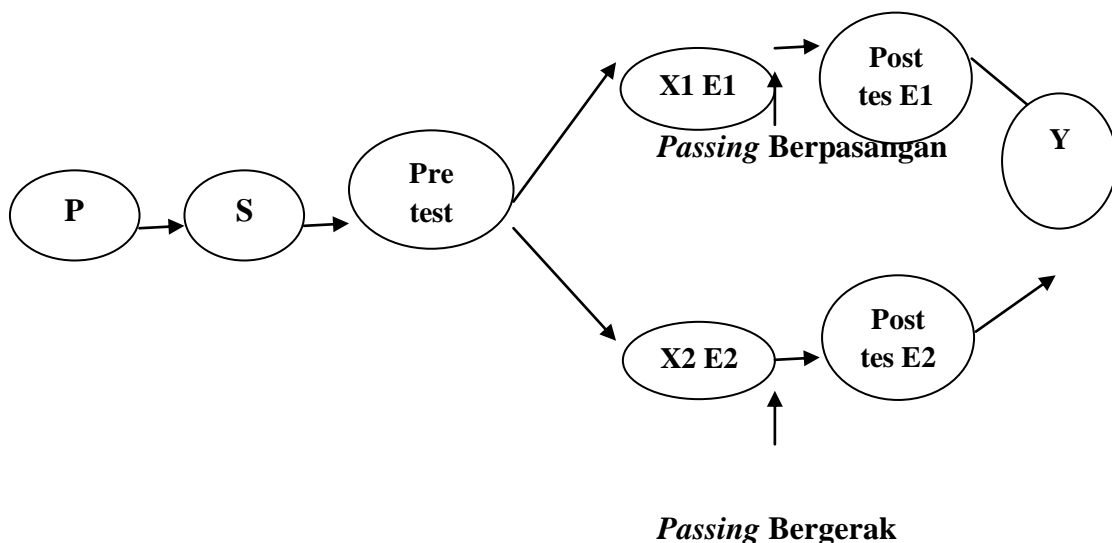 P
S
Pre
test
X1 E1
Passing Berpasangan
Post
tes E1
Y
X2 E2
Passing Bergerak
Post
tes E2